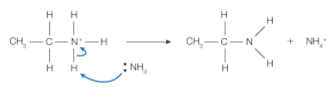 H H H
CH₃ — C — N⁺ — H ⟶ CH₃ — C — N + NH₄⁺
H H :NH₃ H H